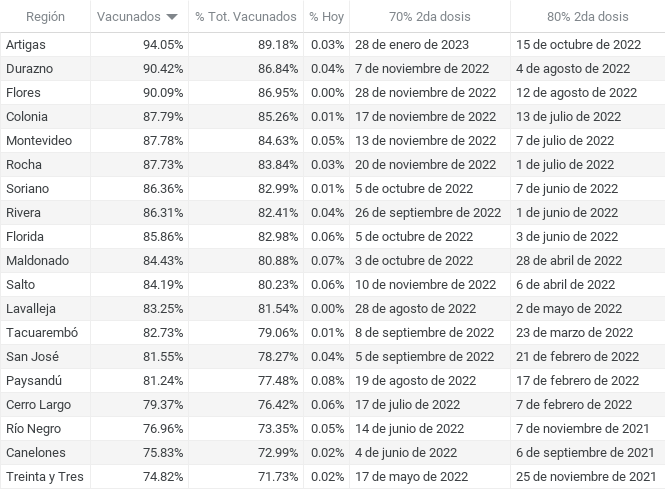 Región Vacunados % Tot. Vacunados % Hoy 70% 2da dosis 80% 2da dosis
Artigas 94.05% 89.18% 0.03% 28 de enero de 2023 15 de octubre de 2022
Durazno 90.42% 86.84% 0.04% 7 de noviembre de 2022 4 de agosto de 2022
Flores 90.09% 86.95% 0.00% 28 de noviembre de 2022 12 de agosto de 2022
Colonia 87.79% 85.26% 0.01% 17 de noviembre de 2022 13 de julio de 2022
Montevideo 87.78% 84.63% 0.05% 13 de noviembre de 2022 7 de julio de 2022
Rocha 87.73% 83.84% 0.03% 20 de noviembre de 2022 1 de julio de 2022
Soriano 86.36% 82.99% 0.01% 5 de octubre de 2022 7 de junio de 2022
Rivera 86.31% 82.41% 0.04% 26 de septiembre de 2022 1 de junio de 2022
Florida 85.86% 82.98% 0.06% 5 de octubre de 2022 3 de junio de 2022
Maldonado 84.43% 80.88% 0.07% 3 de octubre de 2022 28 de abril de 2022
Salto 84.19% 80.23% 0.06% 10 de noviembre de 2022 6 de abril de 2022
Lavalleja 83.25% 81.54% 0.00% 28 de agosto de 2022 2 de mayo de 2022
Tacuarembó 82.73% 79.06% 0.01% 8 de septiembre de 2022 23 de marzo de 2022
San José 81.55% 78.27% 0.04% 5 de septiembre de 2022 21 de febrero de 2022
Paysandú 81.24% 77.48% 0.08% 19 de agosto de 2022 17 de febrero de 2022
Cerro Largo 79.37% 76.42% 0.06% 17 de julio de 2022 7 de febrero de 2022
Río Negro 76.96% 73.35% 0.05% 14 de junio de 2022 7 de noviembre de 2021
Canelones 75.83% 72.99% 0.02% 4 de junio de 2022 6 de septiembre de 2021
Treinta y Tres 74.82% 71.73% 0.02% 17 de mayo de 2022 25 de noviembre de 2021